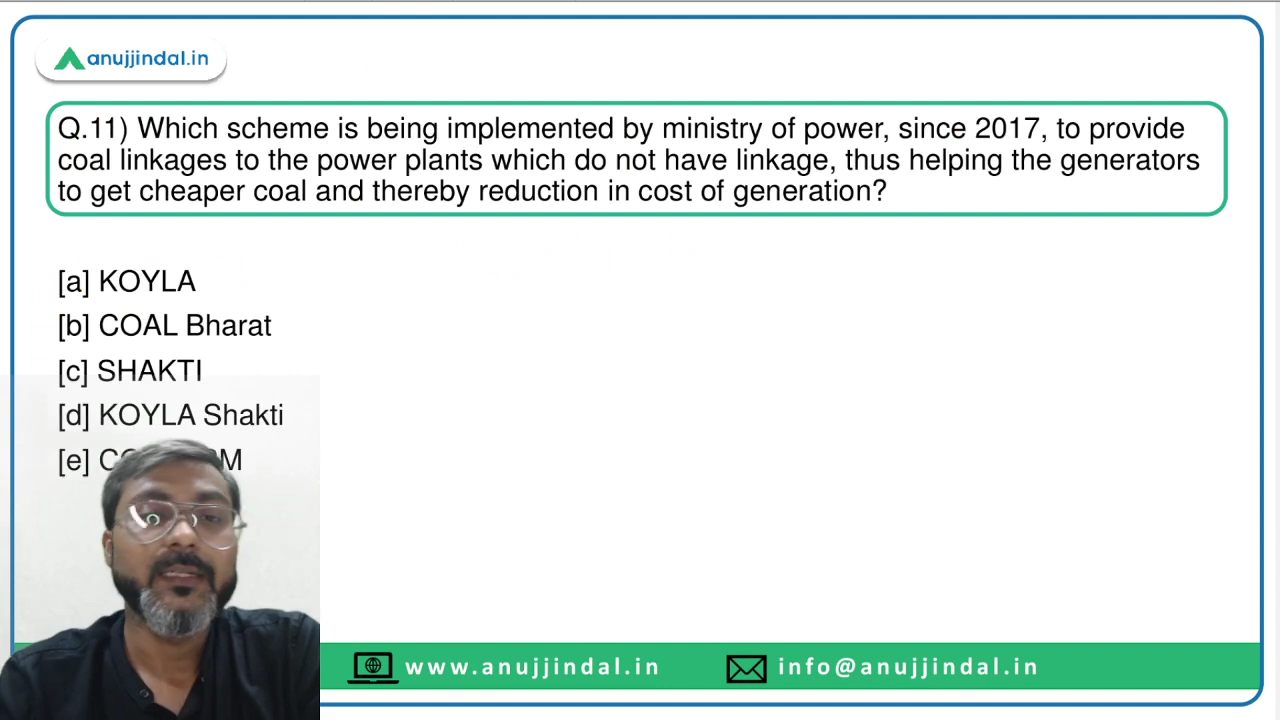 anujjindal.in
Q.11) Which scheme is being implemented by ministry of power, since 2017, to provide
coal linkages to the power plants which do not have linkage, thus helping the generators
to get cheaper coal and thereby reduction in cost of generation?
[a] KOYLA
[b] COAL Bharat
[c] SHAKTI
[d] KOYLA Shakti
[e]
www.anujjindal.in
info@anujjindal.in